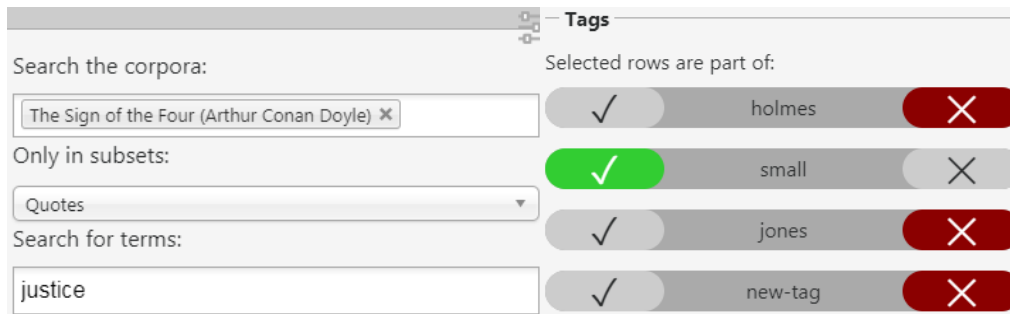 Search the corpora:
The Sign of the Four (Arthur Conan Doyle)
Only in subsets:
Quotes
Search for terms:
justice
Tags
Selected rows are part of:
holmes
small
jones
new-tag